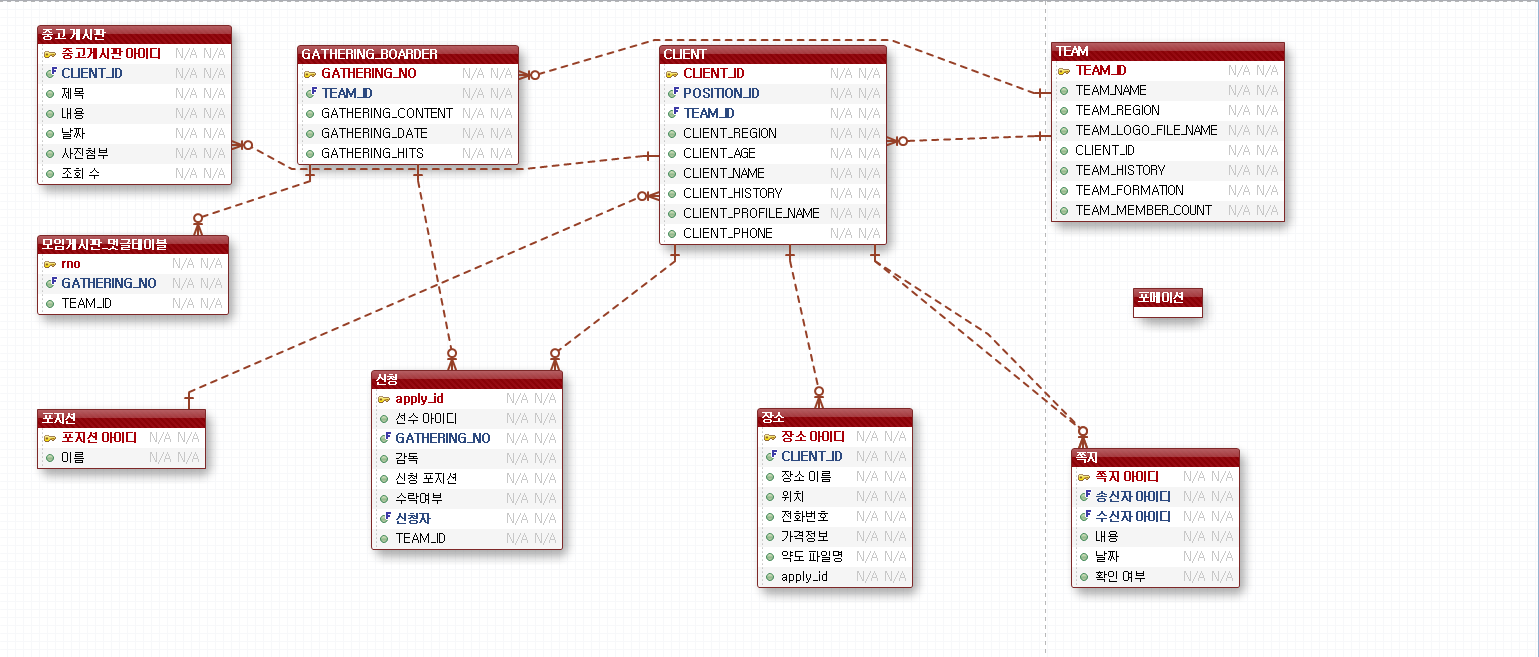 중고 게시판
중고게시판 아이디 N/A N/A
CLIENT_ID N/A N/A
제목 N/A N/A
내용 N/A N/A
날짜 N/A N/A
사진첨부 N/A N/A
조회 수 N/A N/A
GATHERING_BOARDER
GATHERING_NO N/A N/A
TEAM_ID N/A N/A
GATHERING_CONTENT N/A N/A
GATHERING_DATE N/A N/A
GATHERING_HITS N/A N/A
CLIENT
CLIENT_ID N/A N/A
POSITION_ID N/A N/A
TEAM_ID N/A N/A
CLIENT_REGION N/A N/A
CLIENT_AGE N/A N/A
CLIENT_NAME N/A N/A
CLIENT_HISTORY N/A N/A
CLIENT_PROFILE_NAME N/A N/A
CLIENT_PHONE N/A N/A
TEAM
TEAM_ID N/A N/A
TEAM_NAME N/A N/A
TEAM_REGION N/A N/A
TEAM_LOGO_FILE_NAME N/A N/A
CLIENT_ID N/A N/A
TEAM_HISTORY N/A N/A
TEAM_FORMATION N/A N/A
TEAM_MEMBER_COUNT N/A N/A
모임게시판_댓글테이블
rno N/A N/A
GATHERING_NO N/A N/A
TEAM_ID N/A N/A
포메이션
포지션
포지션 아이디 N/A N/A
이름 N/A N/A
신청
apply_id N/A N/A
선수 아이디 N/A N/A
GATHERING_NO N/A N/A
감독 N/A N/A
신청 포지션 N/A N/A
수락여부 N/A N/A
신청자 N/A N/A
TEAM_ID N/A N/A
장소
장소 아이디 N/A N/A
CLIENT_ID N/A N/A
장소 이름 N/A N/A
위치 N/A N/A
전화번호 N/A N/A
가격정보 N/A N/A
약도 파일명 N/A N/A
apply_id N/A N/A
쪽지
쪽지 아이디 N/A N/A
송신자 아이디 N/A N/A
수신자 아이디 N/A N/A
내용 N/A N/A
날짜 N/A N/A
확인 여부 N/A N/A